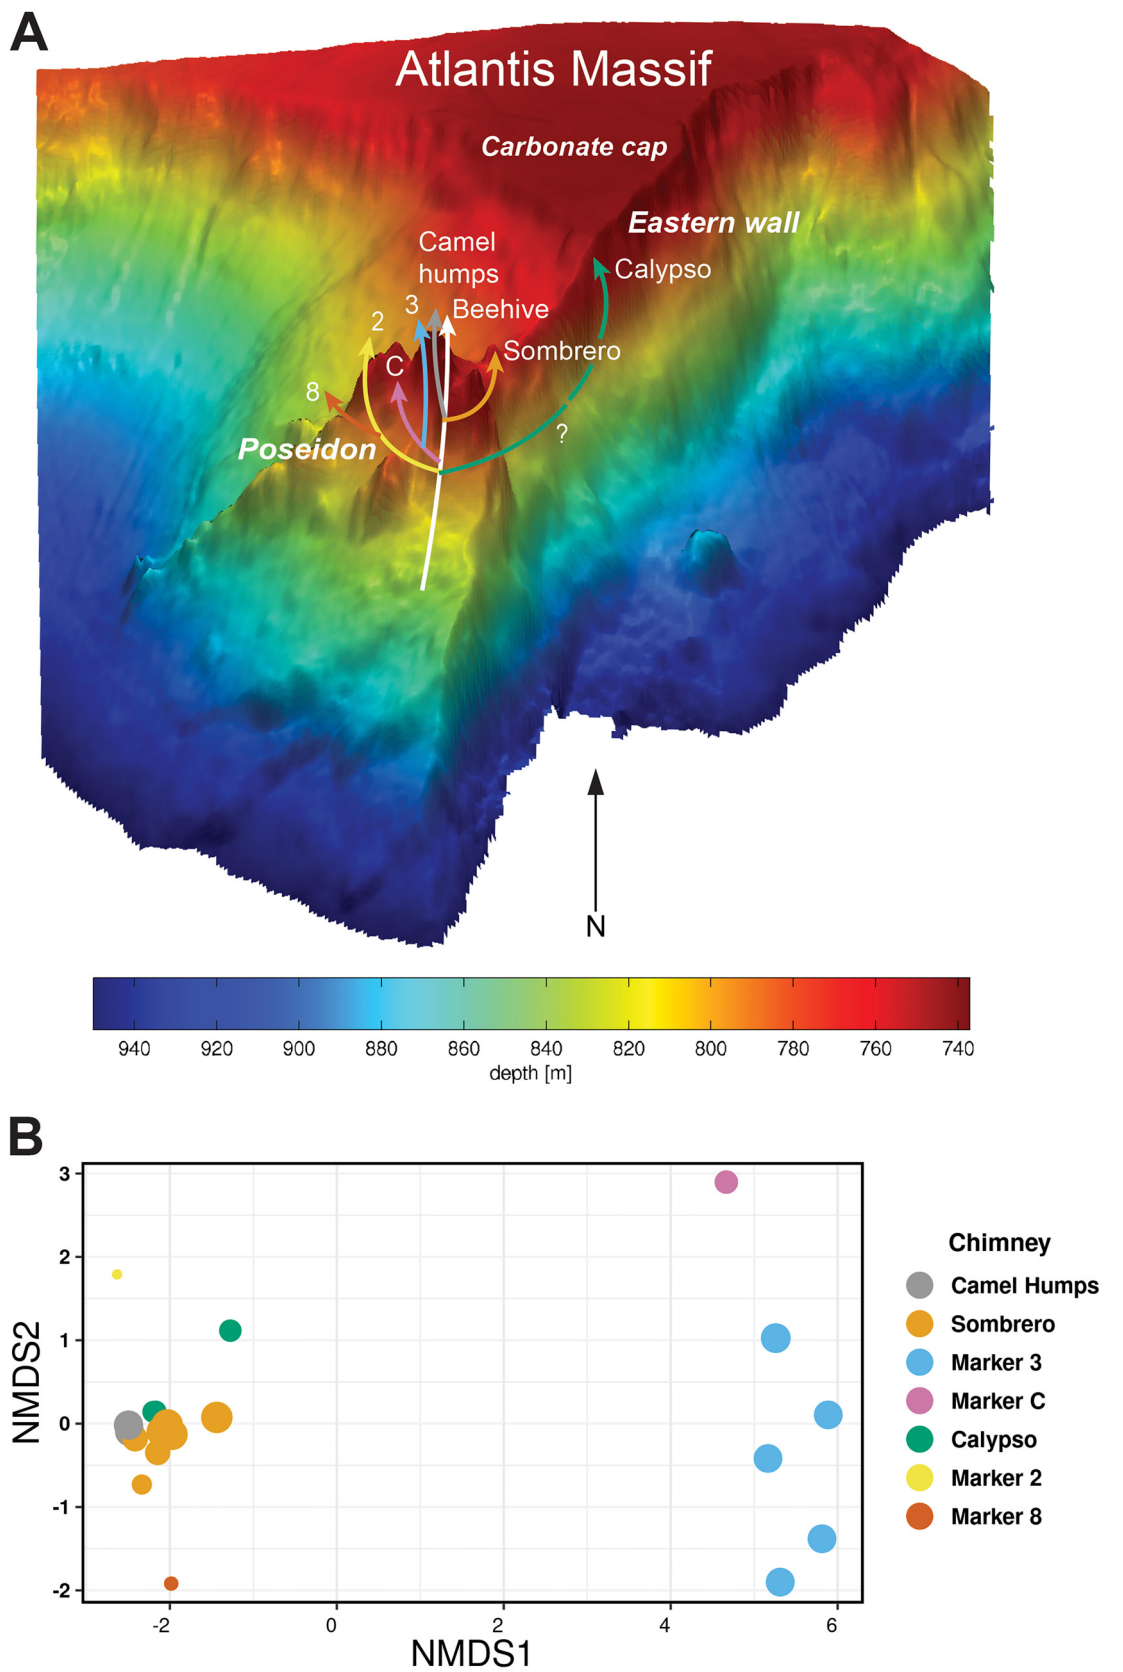 A
Atlantis Massif
Carbonate cap
Eastern wall
Camel
humps
Calypso
3
Beehive
2
Sombrero
C
8
?
Poseidon
N
940 920 900 880 860 840 820 800 780 760 740
depth [m]
B
3
2
1
0
-1
-2
NMDS2
-2 0 2 4 6
NMDS1
Chimney
Camel Humps
Sombrero
Marker 3
Marker C
Calypso
Marker 2
Marker 8